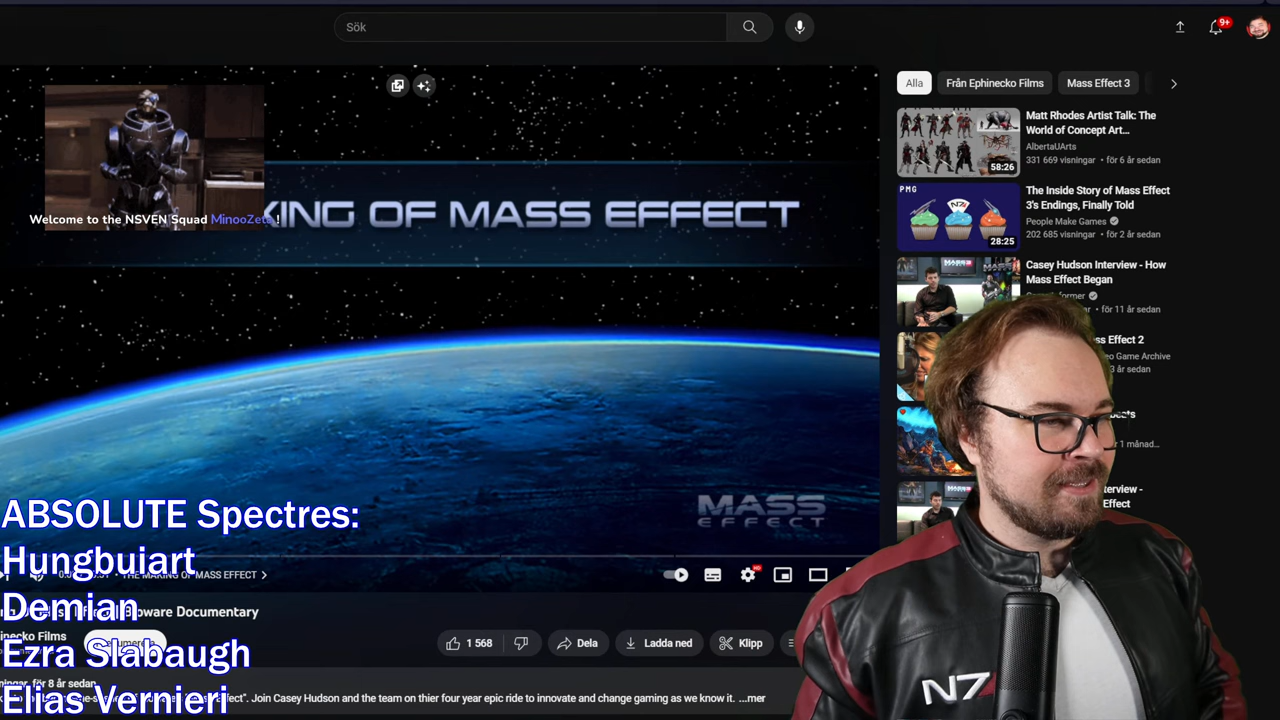 Sök
9+
Alla
Från Ephinecko Films
Mass Effect 3
Matt Rhodes Artist Talk: The
World of Concept Art...
AlbertaUArts
331 669 visningar • för 6 år sedan
58:26
PMG
N7
28:25
The Inside Story of Mass Effect
3's Endings, Finally Told
People Make Games
202 685 visningar • för 2 år sedan
Casey Hudson Interview - How
Mass Effect Began
• för 11 år sedan
Effect 2
Game Archive
3 år sedan
1 månad...
Effect
Welcome to the NSVEN Squad MinooZete !
KING OF MASS EFFECT
MASS
EFFECT
ABSOLUTE Spectres:
Hungbuiart
Demian
Ezra Slabaugh
Elias Vernieri
THE MAKING OF MASS EFFECT
HD
Bioware Documentary
Films
1 568
Dela
Ladda ned
Klipp
för 8 år sedan
Join Casey Hudson and the team on thier four year epic ride to innovate and change gaming as we know it. ...mer
N7